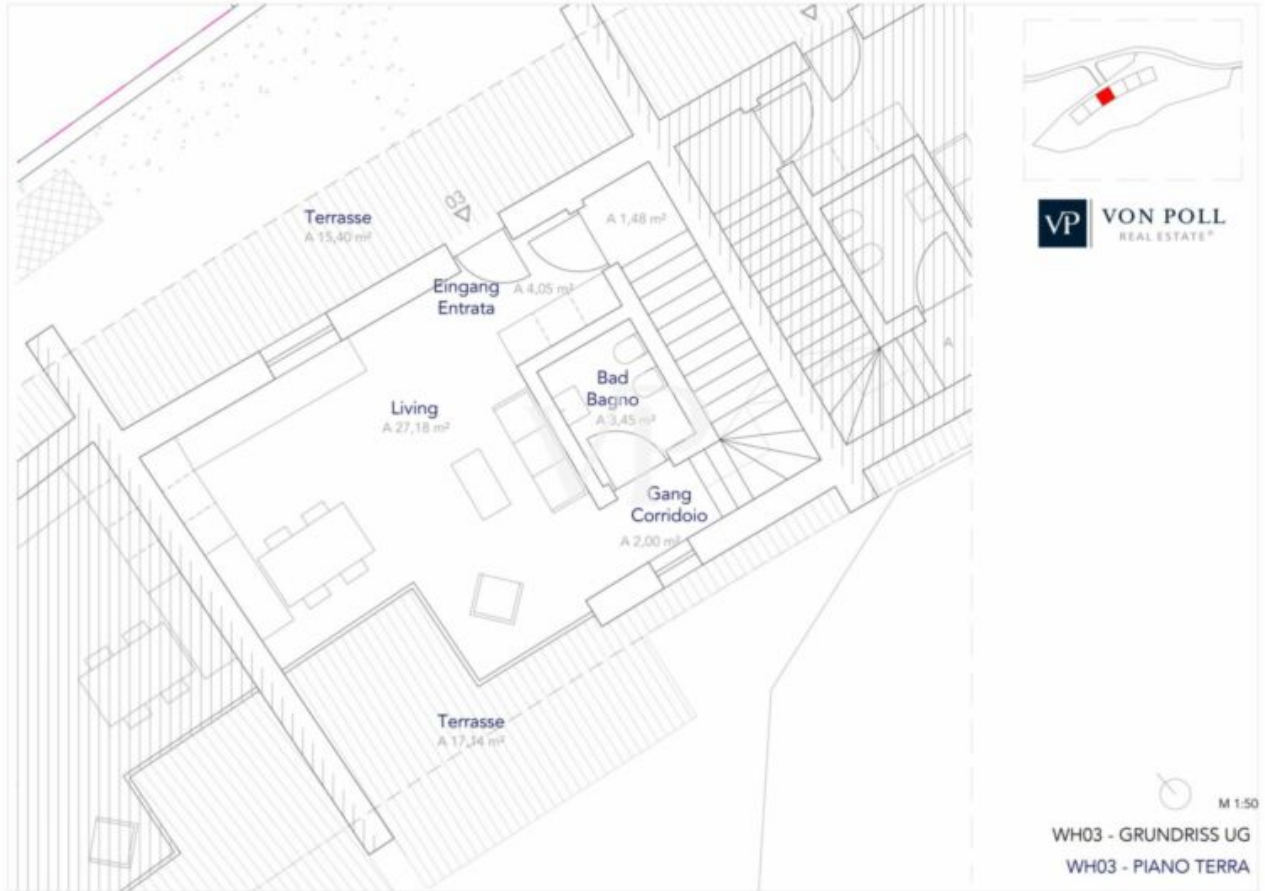 Terrasse
A 15,40 m²
03
A 1,48 m²
Eingang
Entrata
A 4,05 m²
Bad
Bagno
A 3,45 m²
Living
A 27,18 m²
Gang
Corridoio
A 2,00 m²
Terrasse
A 17,14 m²
A
VP
VON POLL
REAL ESTATE®
M 1:50
WH03 - GRUNDRISS UG
WH03 - PIANO TERRA